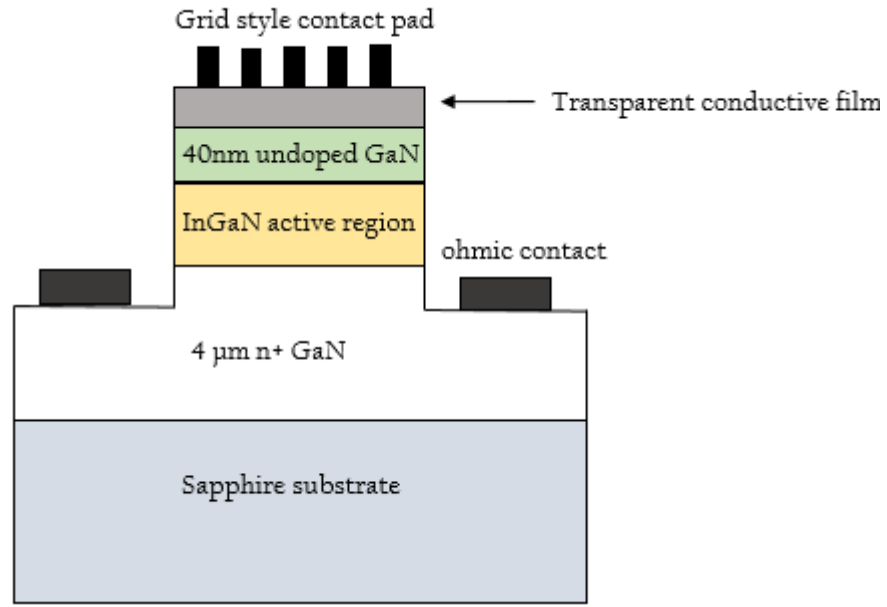 Grid style contact pad
Transparent conductive film
40nm undoped GaN
InGaN active region
ohmic contact
4 µm n+ GaN
Sapphire substrate